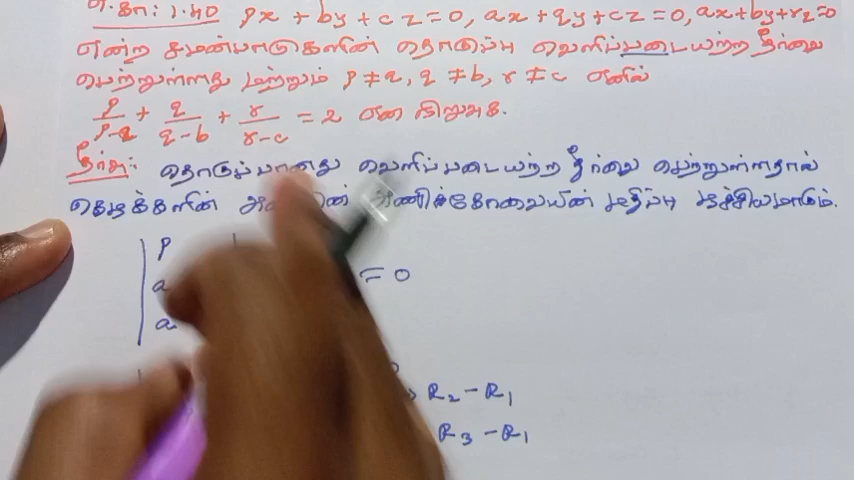 எ.கா: 1.40 px + by + cz = 0, ax + qy + cz = 0, ax + by + rz = 0
என்ற சமன்பாடுகளின் தொகுப்பு வெளிப்படையற்ற தீர்வை
பெற்றுள்ளது மற்றும் p ≠ a, q ≠ b, r ≠ c எனில்
p/p-a + q/q-b + r/r-c = 2 என நிறுவுக.
தீர்வு: தொகுப்பானது வெளிப்படையற்ற தீர்வை பெற்றுள்ளதால்
கெழுக்களின் அணிக்கோவையின் மதிப்பு பூச்சியமாகும்.
| p
a = 0
a
R2 - R1
R3 - R1